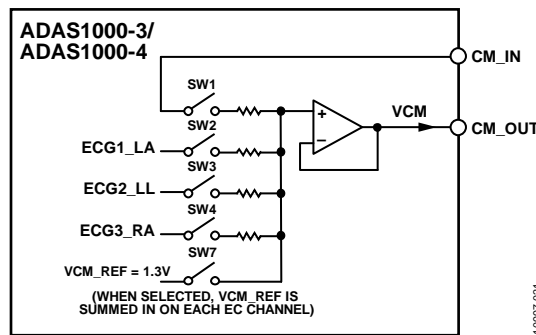 ADAS1000-3/
ADAS1000-4
CM_IN
SW1
SW2
+
VCM
CM_OUT
ECG1_LA
–
SW3
ECG2_LL
SW4
ECG3_RA
SW7
VCM_REF = 1.3V
(WHEN SELECTED, VCM_REF IS
SUMMED IN ON EACH EC CHANNEL)